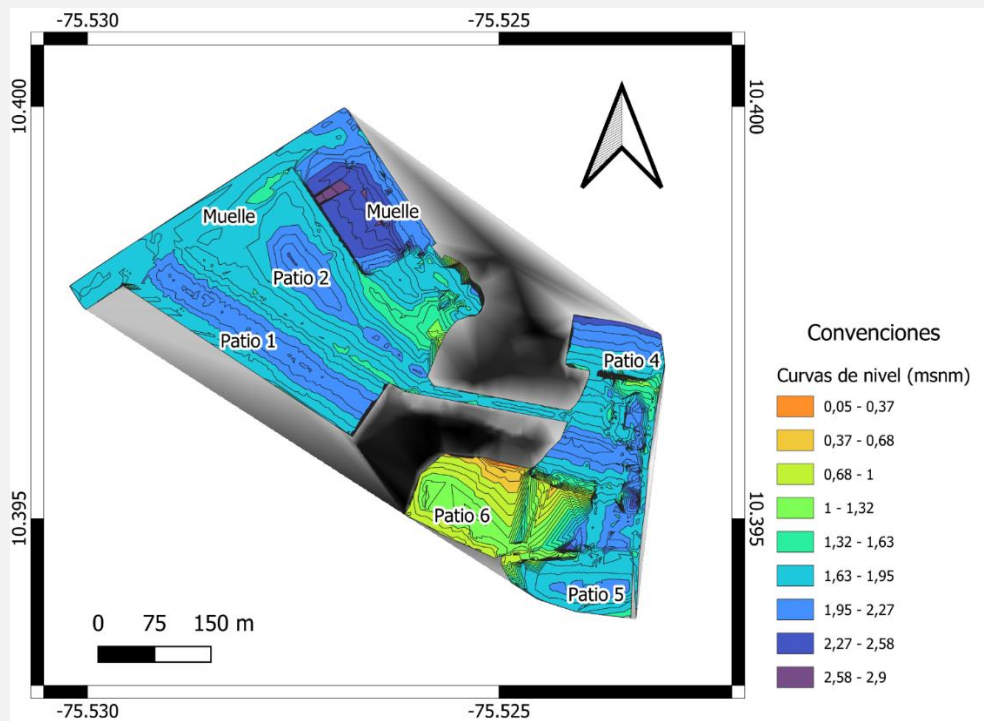 -75.530
-75.525
10.400
10.400
Muelle
Muelle
Patio 2
Patio 1
Patio 4
Convenciones
Curvas de nivel (msnm)
0,05 - 0,37
0,37 - 0,68
0,68 - 1
1 - 1,32
1,32 - 1,63
1,63 - 1,95
1,95 - 2,27
2,27 - 2,58
2,58 - 2,9
10.395
10.395
Patio 6
Patio 5
0 75 150 m
-75.530
-75.525